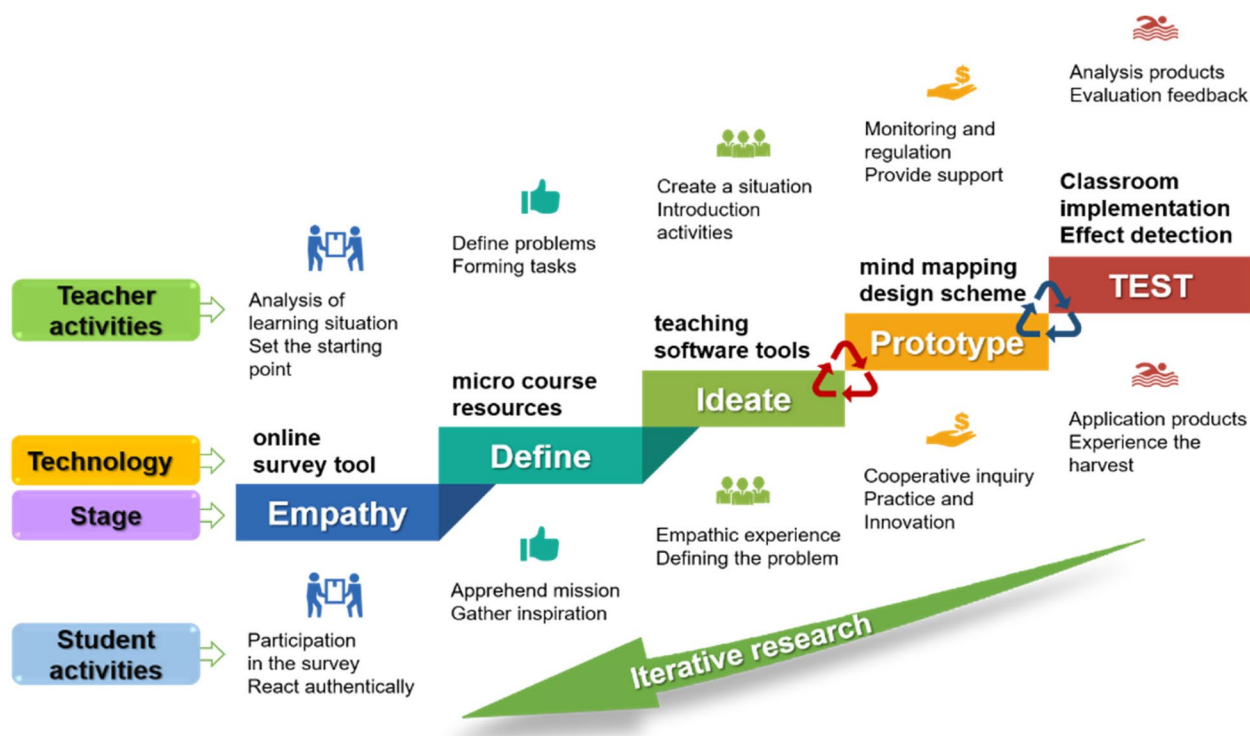 Teacher
activities
Technology
Stage
Student
activities
Analysis of
learning situation
Set the starting
point
online
survey tool
Empathy
Participation
in the survey
React authentically
Define problems
Forming tasks
micro course
resources
Define
Apprehend mission
Gather inspiration
Create a situation
Introduction
activities
teaching
software tools
Ideate
Empathic experience
Defining the problem
Monitoring and
regulation
Provide support
mind mapping
design scheme
Prototype
Cooperative inquiry
Practice and
Innovation
Analysis products
Evaluation feedback
Classroom
implementation
Effect detection
TEST
Application products
Experience the
harvest
Iterative research
$
$